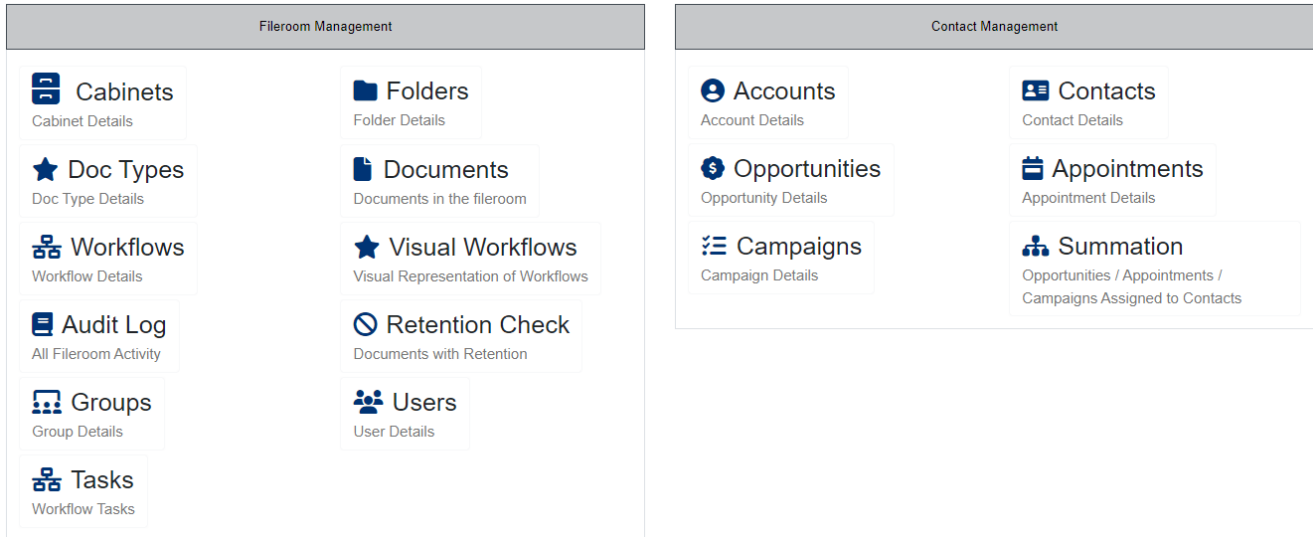 Fileroom Management
Cabinets
Cabinet Details
Folders
Folder Details
Doc Types
Doc Type Details
Documents
Documents in the fileroom
Workflows
Workflow Details
Visual Workflows
Visual Representation of Workflows
Audit Log
All Fileroom Activity
Retention Check
Documents with Retention
Groups
Group Details
Users
User Details
Tasks
Workflow Tasks
Contact Management
Accounts
Account Details
Contacts
Contact Details
Opportunities
Opportunity Details
Appointments
Appointment Details
Campaigns
Campaign Details
Summation
Opportunities / Appointments /
Campaigns Assigned to Contacts